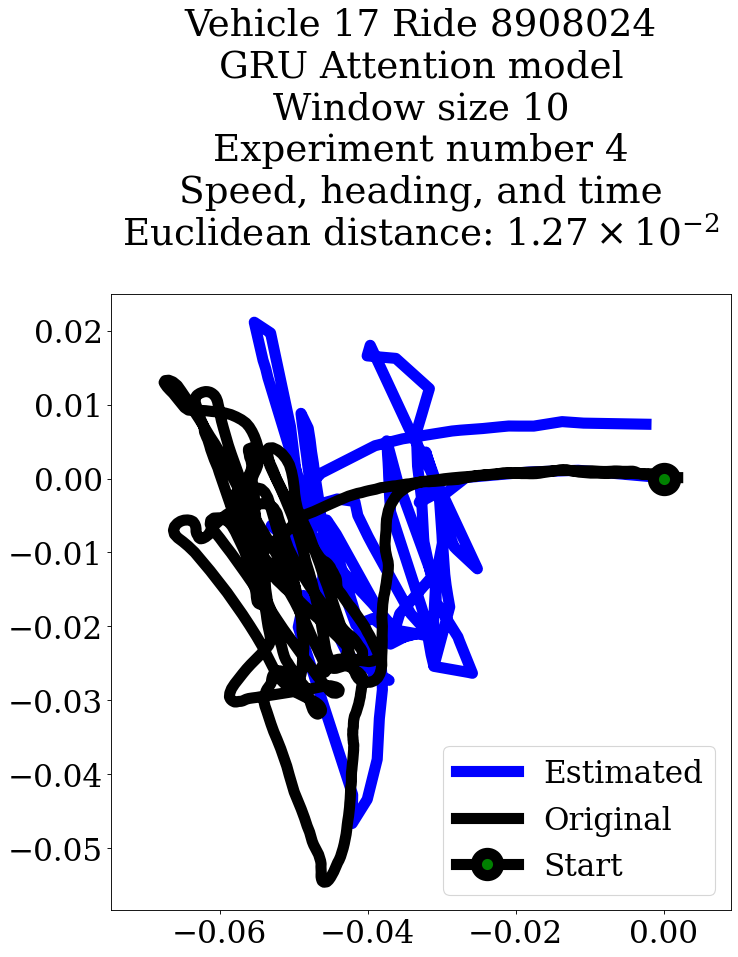 Vehicle 17 Ride 8908024
GRU Attention model
Window size 10
Experiment number 4
Speed, heading, and time
Euclidean distance: 1.27 × 10⁻²
0.02
0.01
0.00
−0.01
−0.02
−0.03
−0.04
−0.05
Estimated
Original
Start
−0.06 −0.04 −0.02 0.00